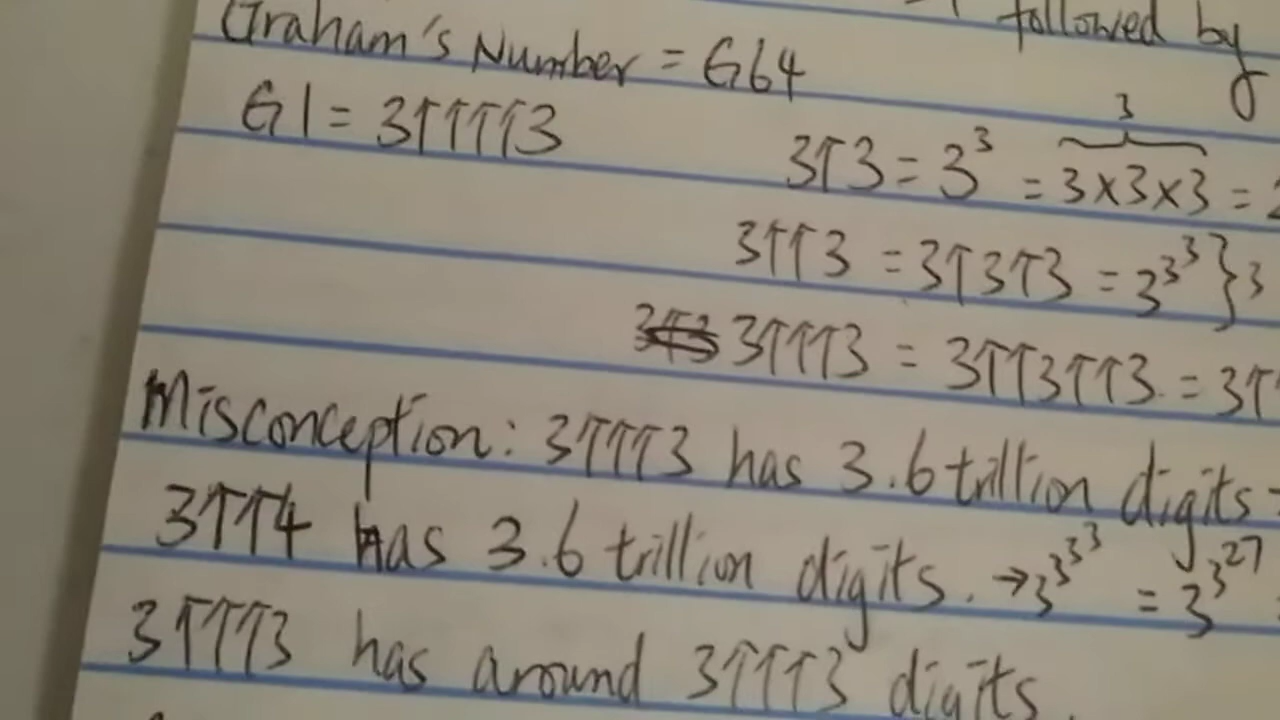 followed by
Graham's Number = G64
G1 = 3↑↑↑↑3
3
3↑3 = 3³ = 3×3×3 =
3↑↑3 = 3↑3↑3 = 3^3^3 } 3
3↑↑↑3 = 3↑↑3↑↑3 = 3↑
Misconception: 3↑↑↑3 has 3.6 trillion digits
3↑↑4 has 3.6 trillion digits. → 3^3^3^3 = 3^3^27
3↑↑↑3 has around 3↑↑↑3 digits.